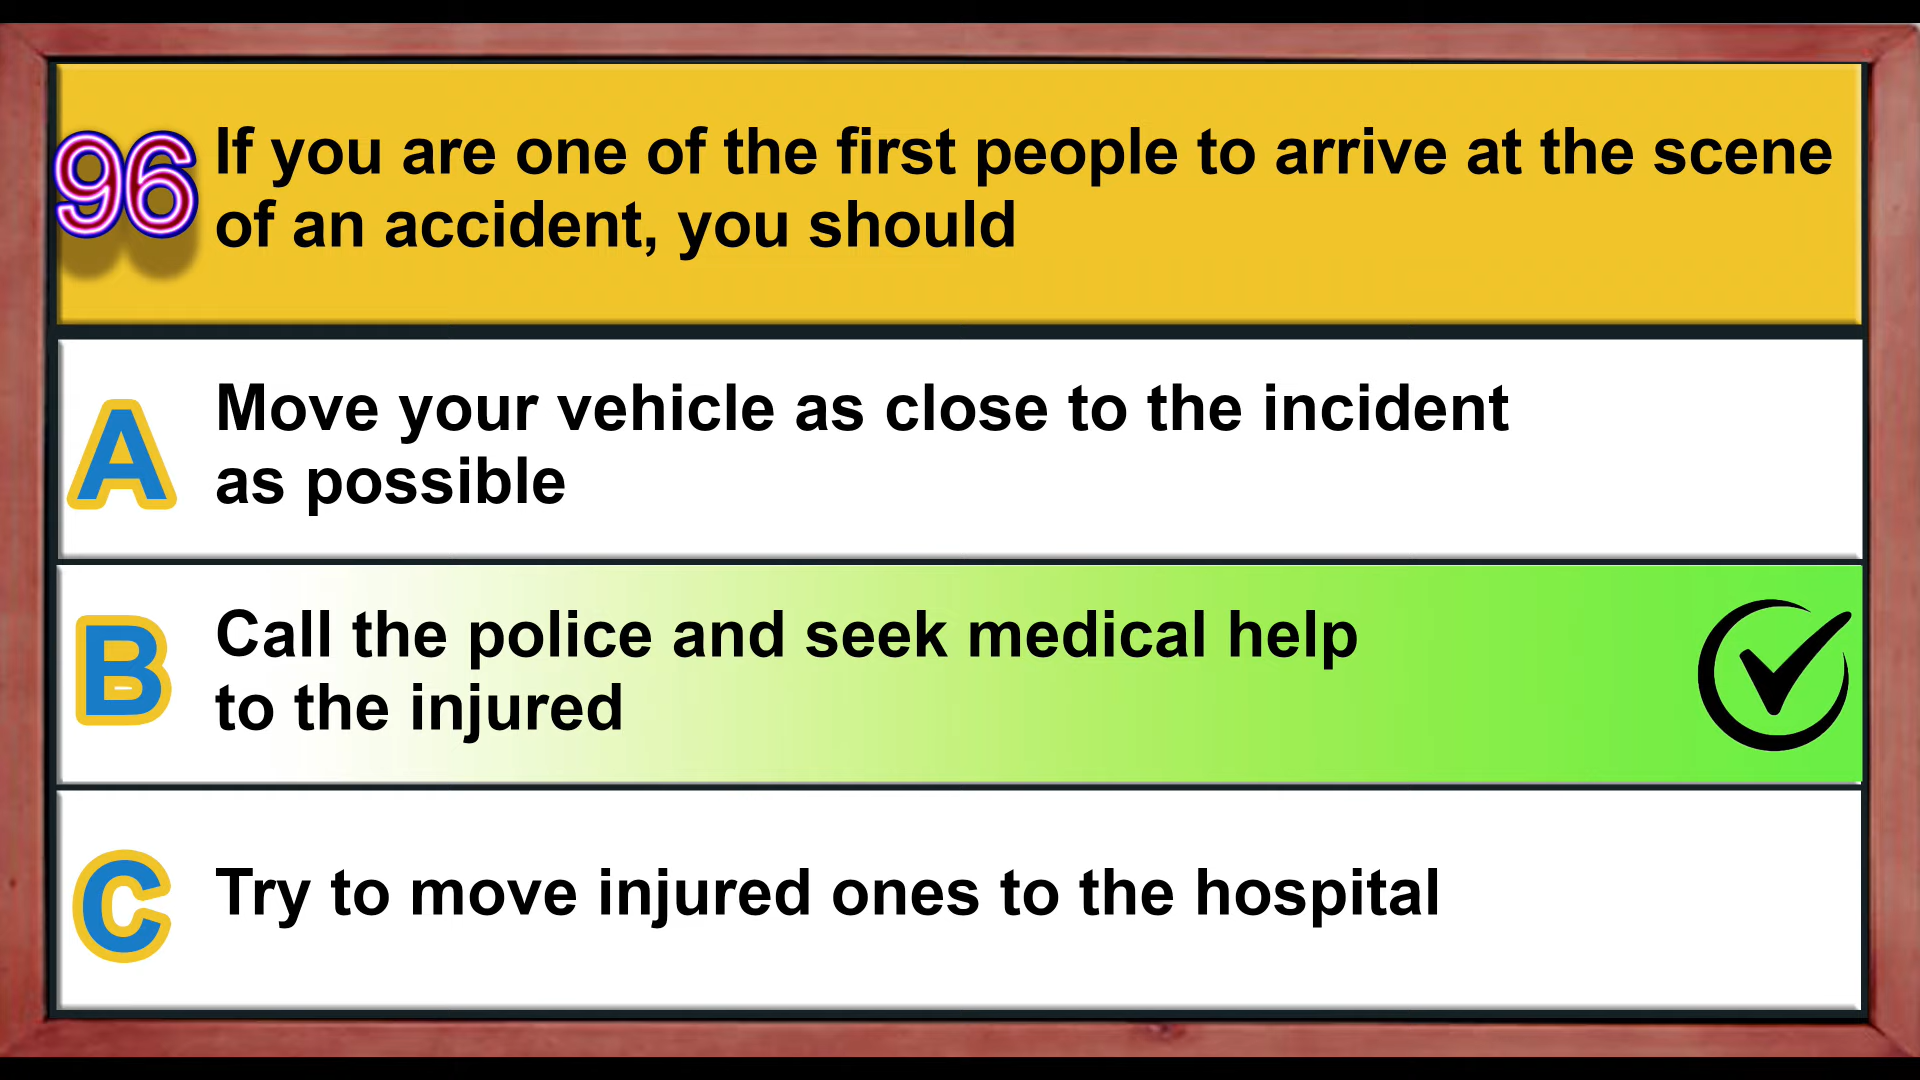 96
If you are one of the first people to arrive at the scene
of an accident, you should
A
Move your vehicle as close to the incident
as possible
B
Call the police and seek medical help
to the injured
C
Try to move injured ones to the hospital